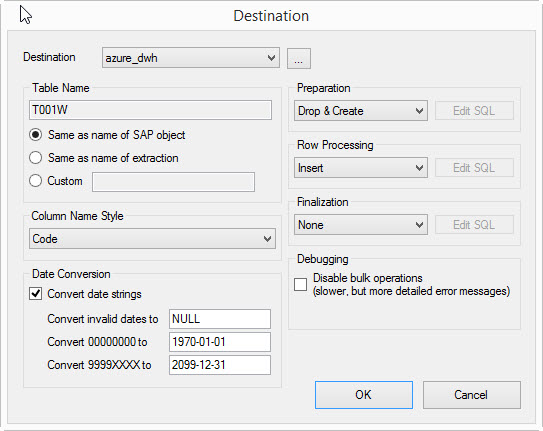 Destination
Destination azure_dwh ...
Table Name
T001W
Same as name of SAP object
Same as name of extraction
Custom
Column Name Style
Code
Date Conversion
Convert date strings
Convert invalid dates to NULL
Convert 00000000 to 1970-01-01
Convert 9999XXXX to 2099-12-31
Preparation
Drop & Create Edit SQL
Row Processing
Insert Edit SQL
Finalization
None Edit SQL
Debugging
Disable bulk operations
(slower, but more detailed error messages)
OK Cancel